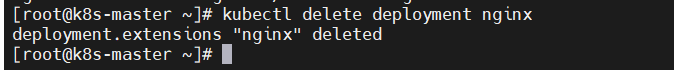 [root@k8s-master ~]# kubectl delete deployment nginx
deployment.extensions "nginx" deleted
[root@k8s-master ~]#